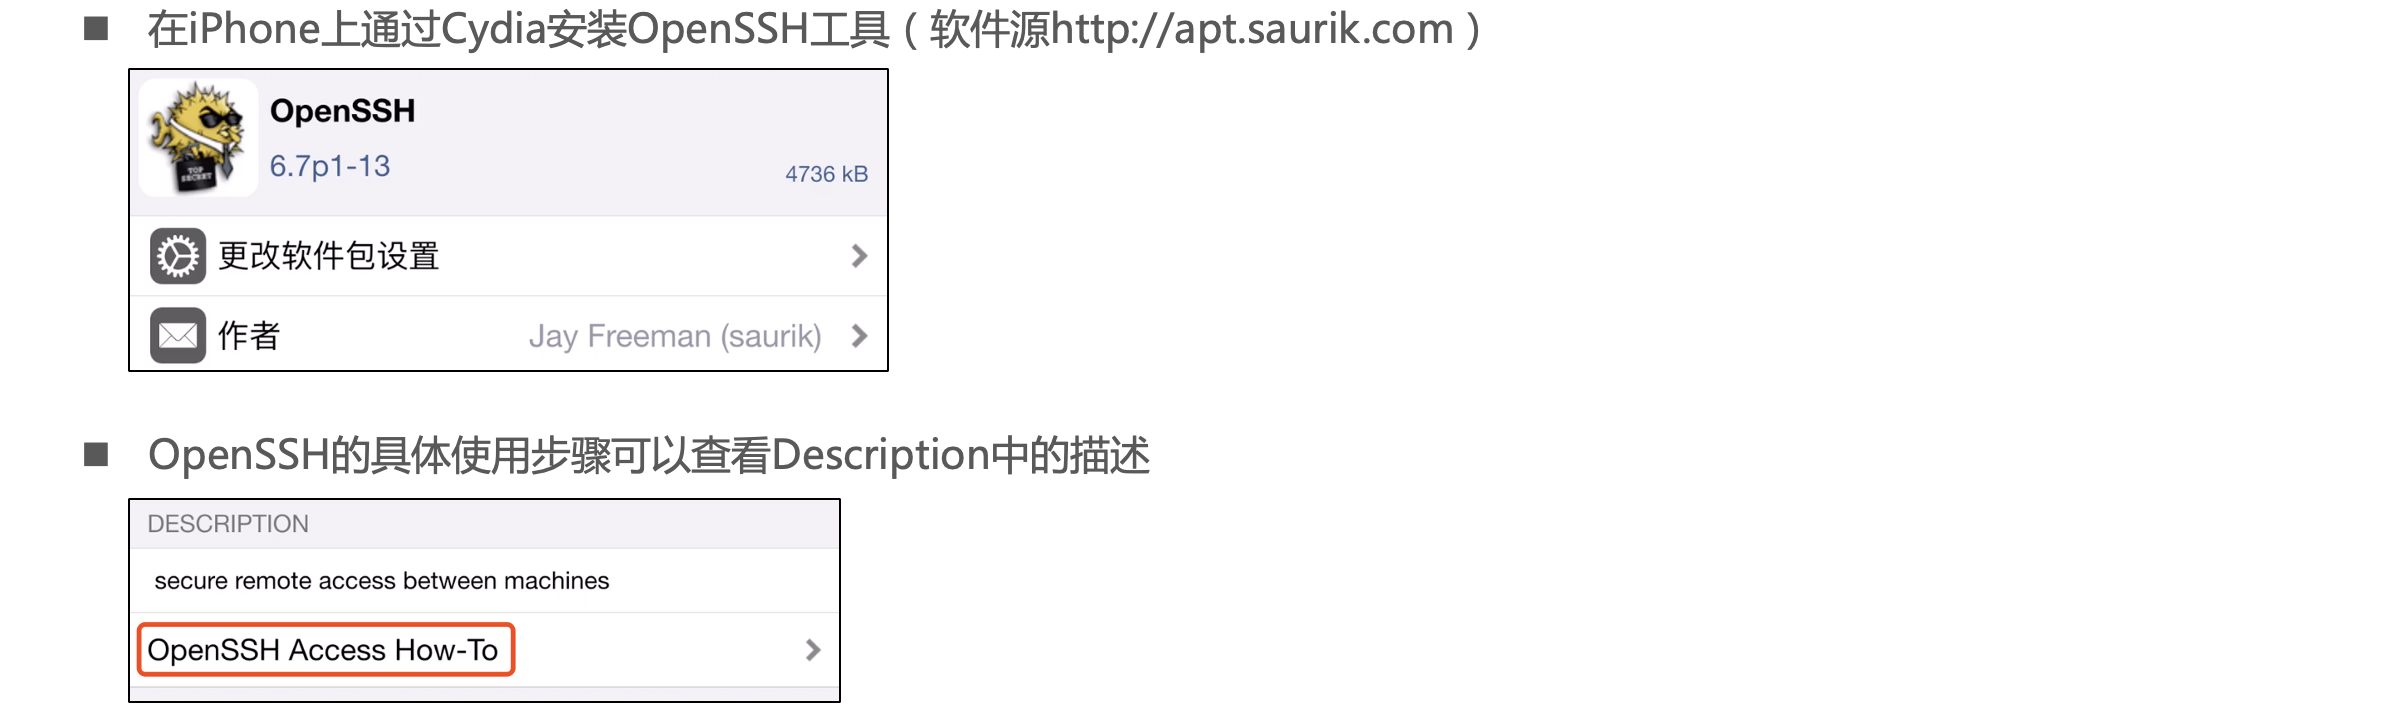 ■ 在iPhone上通过Cydia安装OpenSSH工具（软件源http://apt.saurik.com）
OpenSSH
6.7p1-13
4736 kB
TOP SECRET
更改软件包设置
作者 Jay Freeman (saurik)
■ OpenSSH的具体使用步骤可以查看Description中的描述
DESCRIPTION
secure remote access between machines
OpenSSH Access How-To